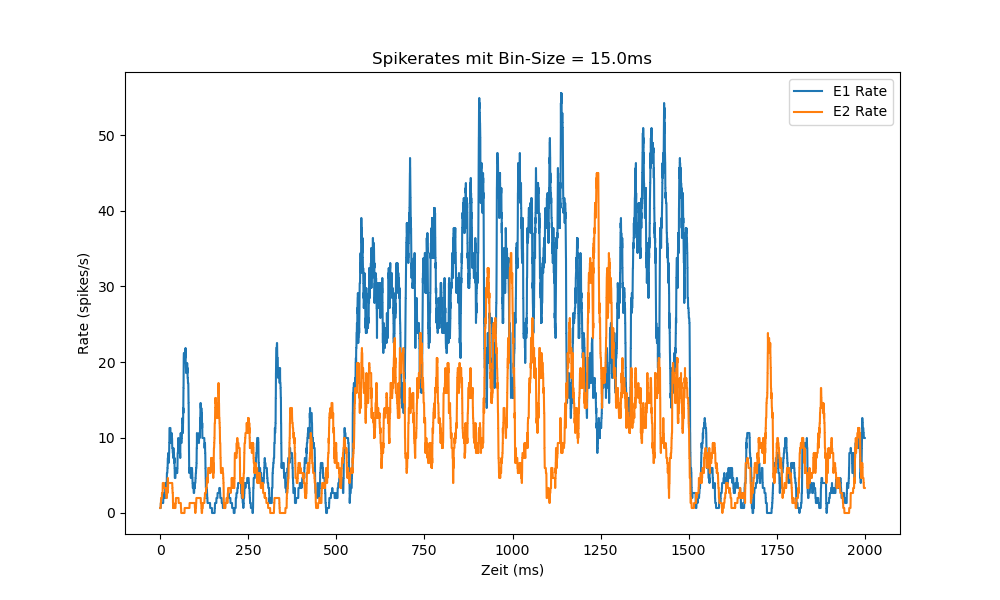 Spikerates mit Bin-Size = 15.0ms
E1 Rate
E2 Rate
50
40
30
20
10
0
Rate (spikes/s)
0 250 500 750 1000 1250 1500 1750 2000
Zeit (ms)